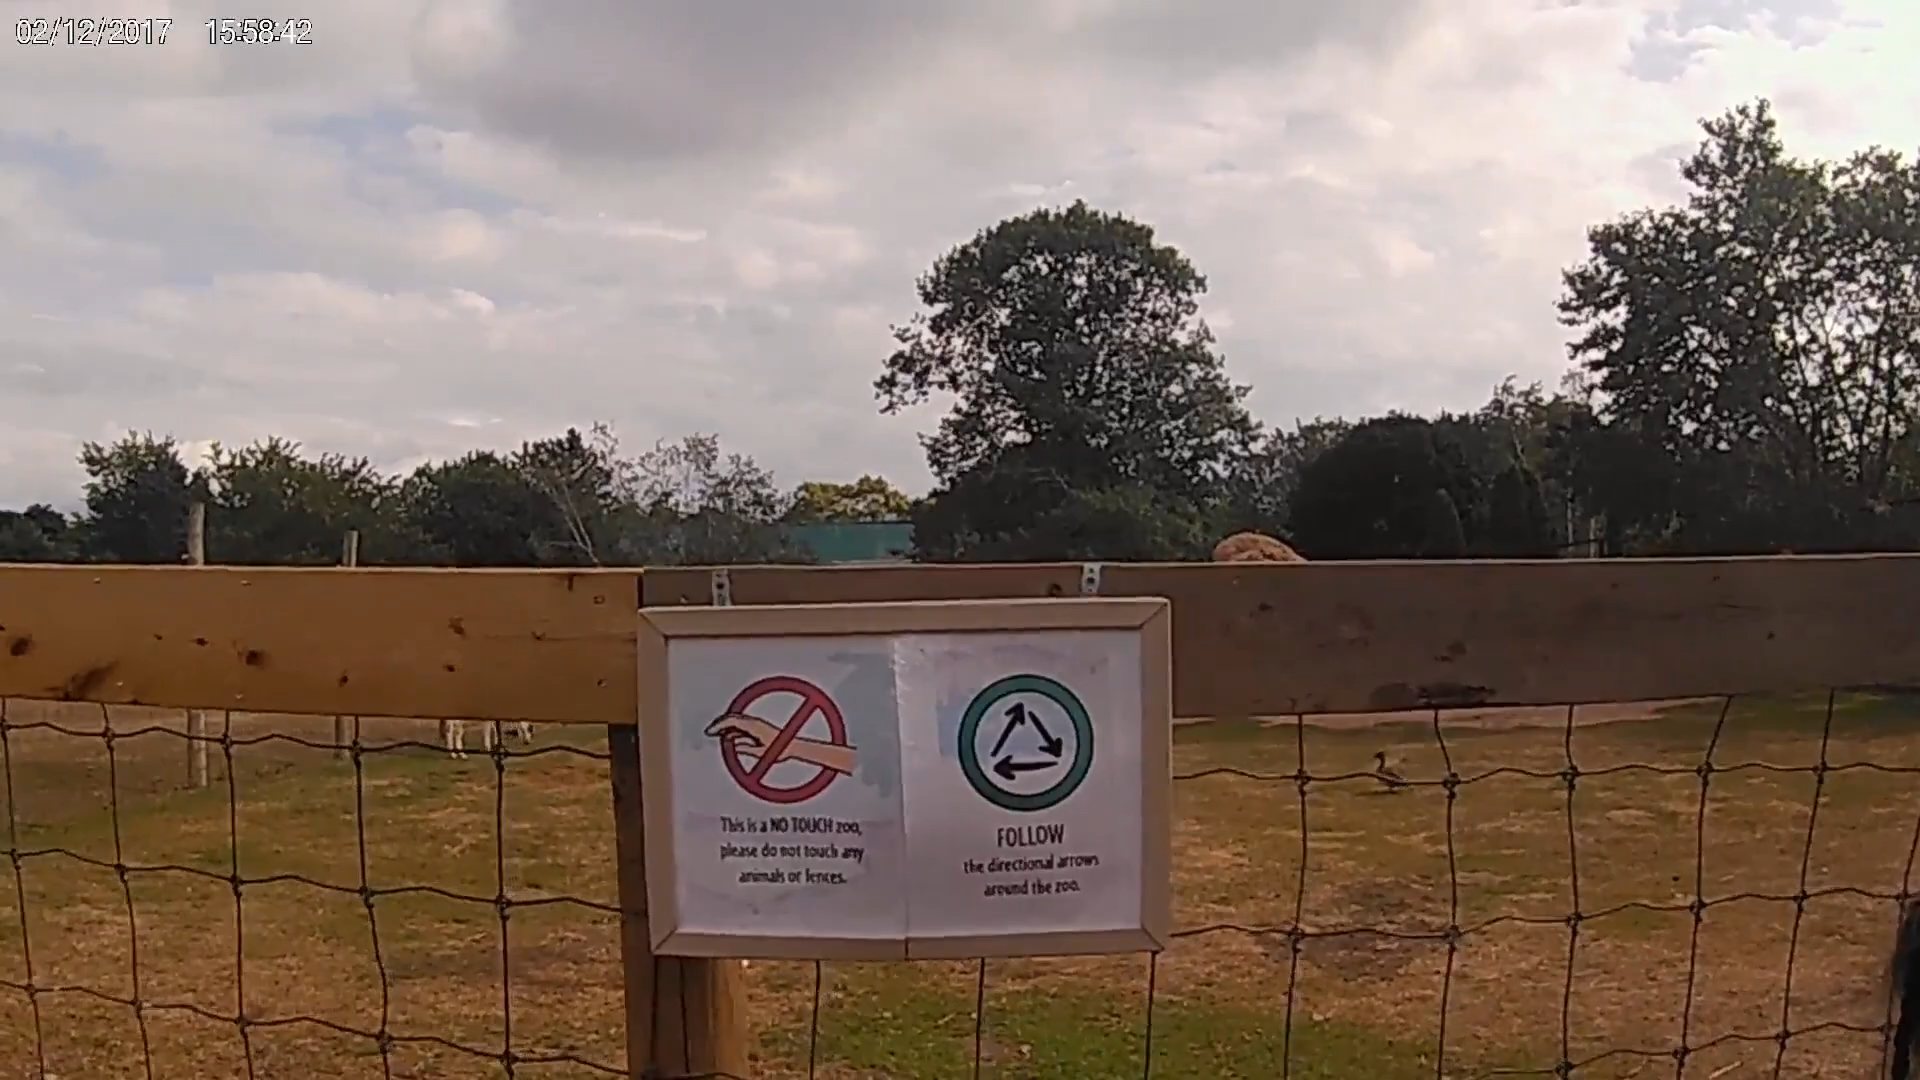 02/12/2017 15:58:42
This is a NO TOUCH zoo,
please do not touch any
animals or fences.
FOLLOW
the directional arrows
around the zoo.